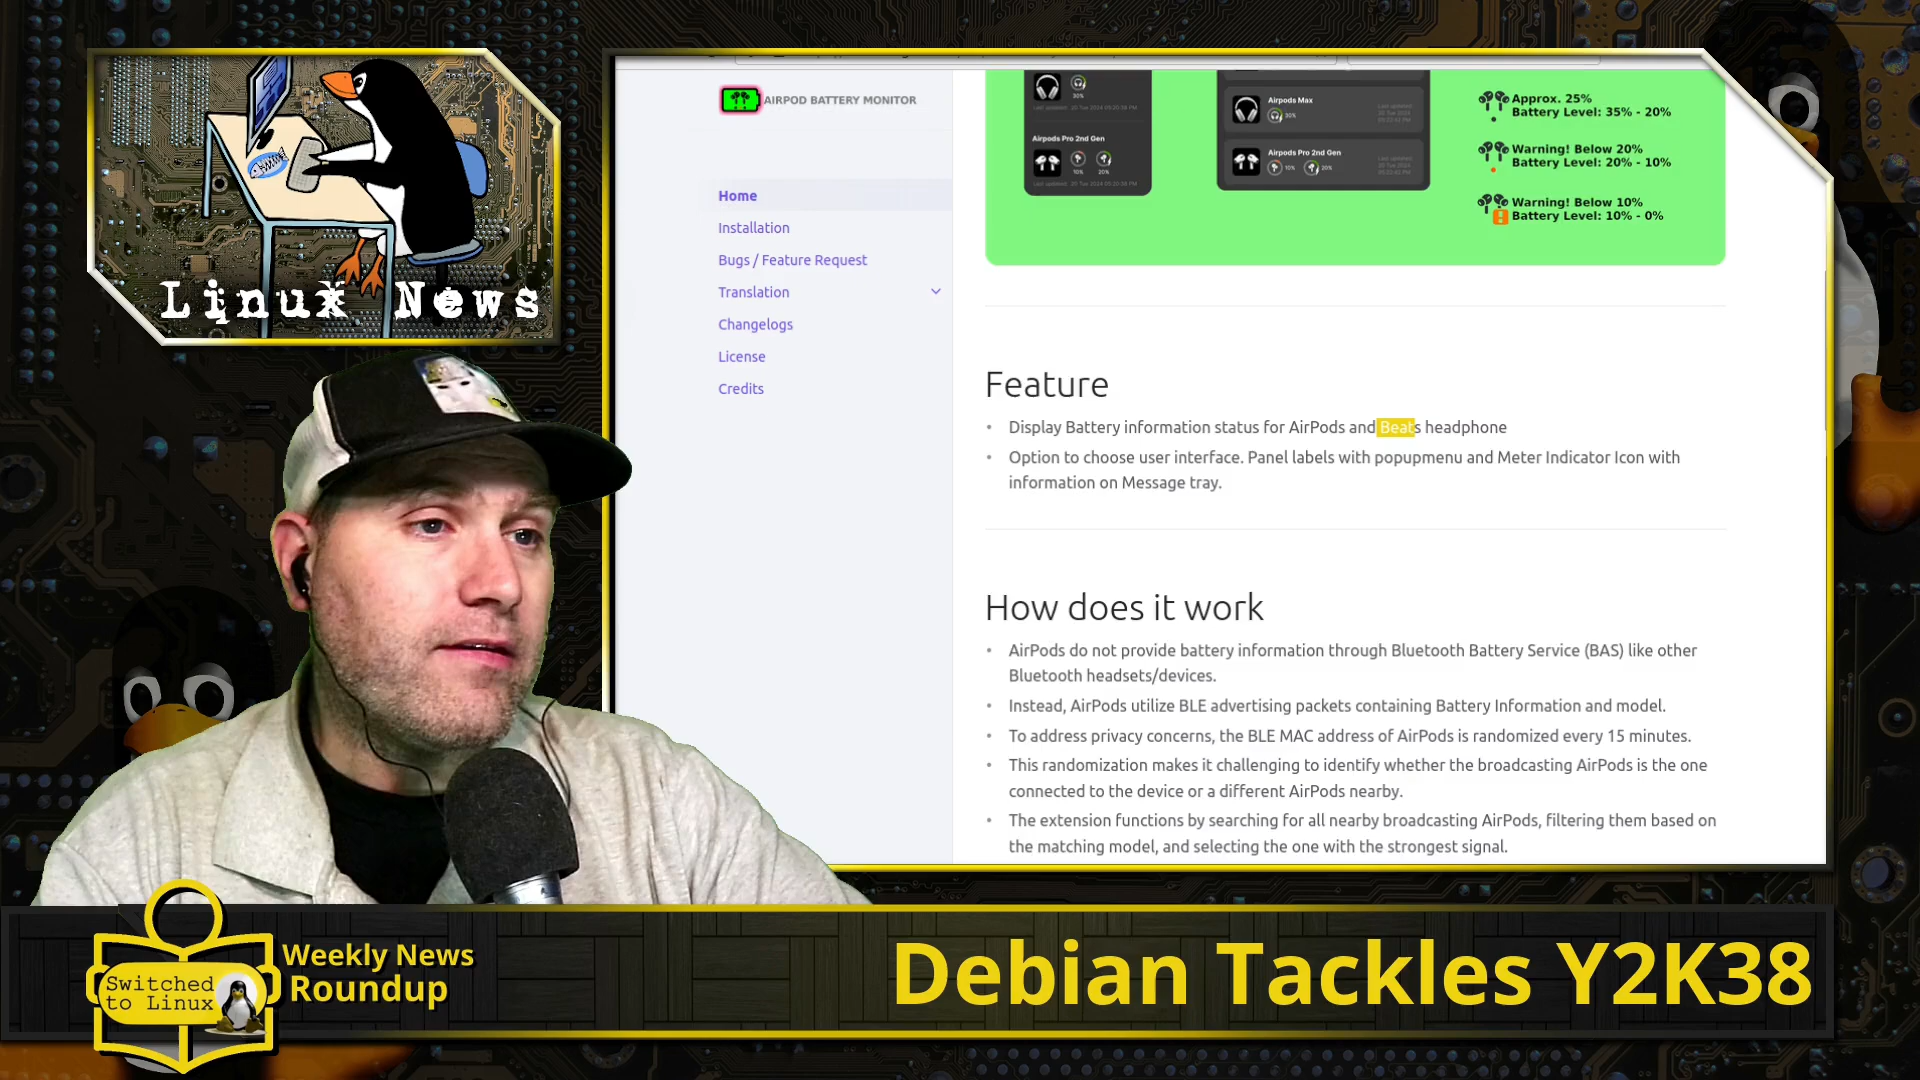 Linux News
AIRPOD BATTERY MONITOR
Home
Installation
Bugs / Feature Request
Translation
Changelogs
License
Credits
30%
Airpods Pro 2nd Gen
10%
20%
Airpods Max
30%
Airpods Pro 2nd Gen
10%
20%
Approx. 25%
Battery Level: 35% - 20%
Warning! Below 20%
Battery Level: 20% - 10%
Warning! Below 10%
Battery Level: 10% - 0%
Feature
Display Battery information status for AirPods and Beats headphone
Option to choose user interface. Panel labels with popupmenu and Meter Indicator Icon with
information on Message tray.
How does it work
AirPods do not provide battery information through Bluetooth Battery Service (BAS) like other
Bluetooth headsets/devices.
Instead, AirPods utilize BLE advertising packets containing Battery Information and model.
To address privacy concerns, the BLE MAC address of AirPods is randomized every 15 minutes.
This randomization makes it challenging to identify whether the broadcasting AirPods is the one
connected to the device or a different AirPods nearby.
The extension functions by searching for all nearby broadcasting AirPods, filtering them based on
the matching model, and selecting the one with the strongest signal.
Switched
to Linux
Weekly News
Roundup
Debian Tackles Y2K38